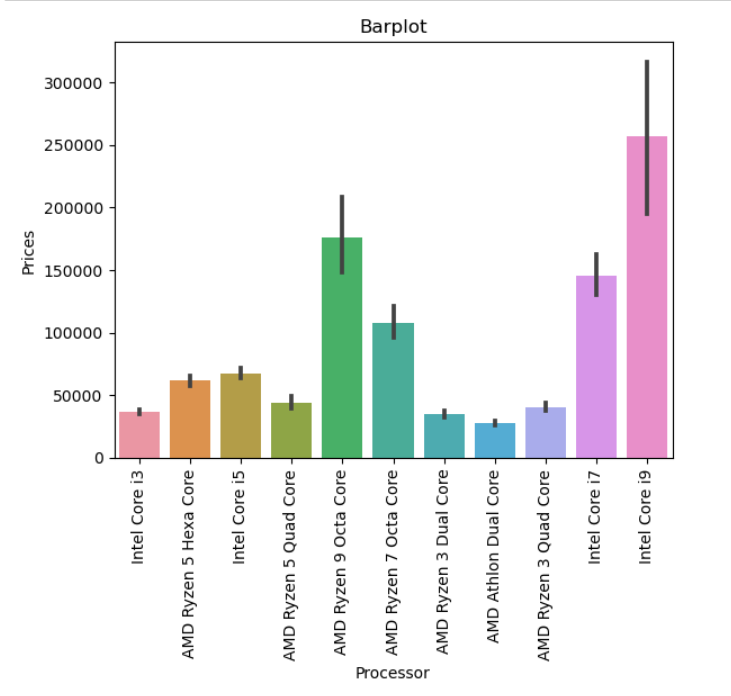 Barplot
300000
250000
200000
150000
100000
50000
0
Prices
Intel Core i3
AMD Ryzen 5 Hexa Core
Intel Core i5
AMD Ryzen 5 Quad Core
AMD Ryzen 9 Octa Core
AMD Ryzen 7 Octa Core
AMD Ryzen 3 Dual Core
AMD Athlon Dual Core
AMD Ryzen 3 Quad Core
Intel Core i7
Intel Core i9
Processor